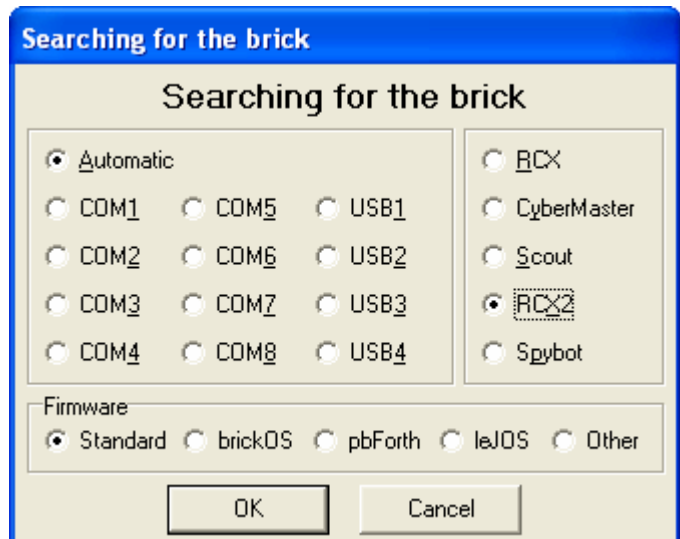 Searching for the brick
Searching for the brick
Automatic
RCX
COM1 COM5 USB1
CyberMaster
COM2 COM6 USB2
Scout
COM3 COM7 USB3
RCX2
COM4 COM8 USB4
Spybot
Firmware
Standard brickOS pbForth leJOS Other
OK Cancel